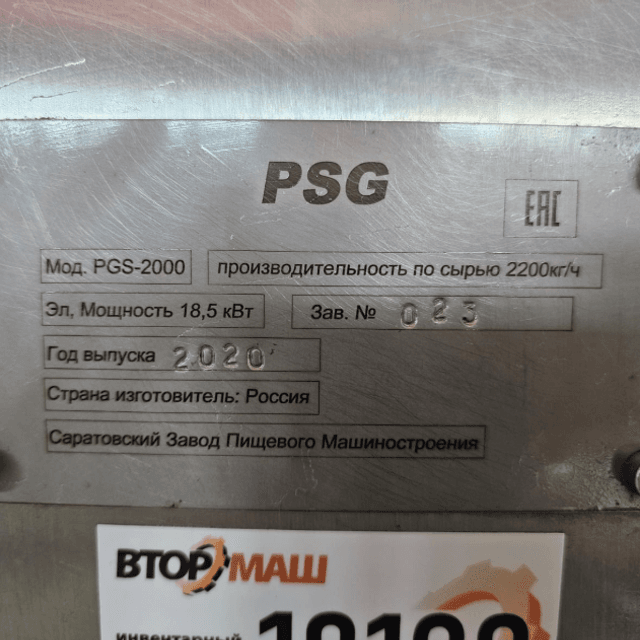 PSG
EAC
Мод. PGS-2000 производительность по сырью 2200кг/ч
Эл, Мощность 18,5 кВт Зав. № 023
Год выпуска 2020
Страна изготовитель: Россия
Саратовский Завод Пищевого Машиностроения
ВТОРМАШ
инвентарный